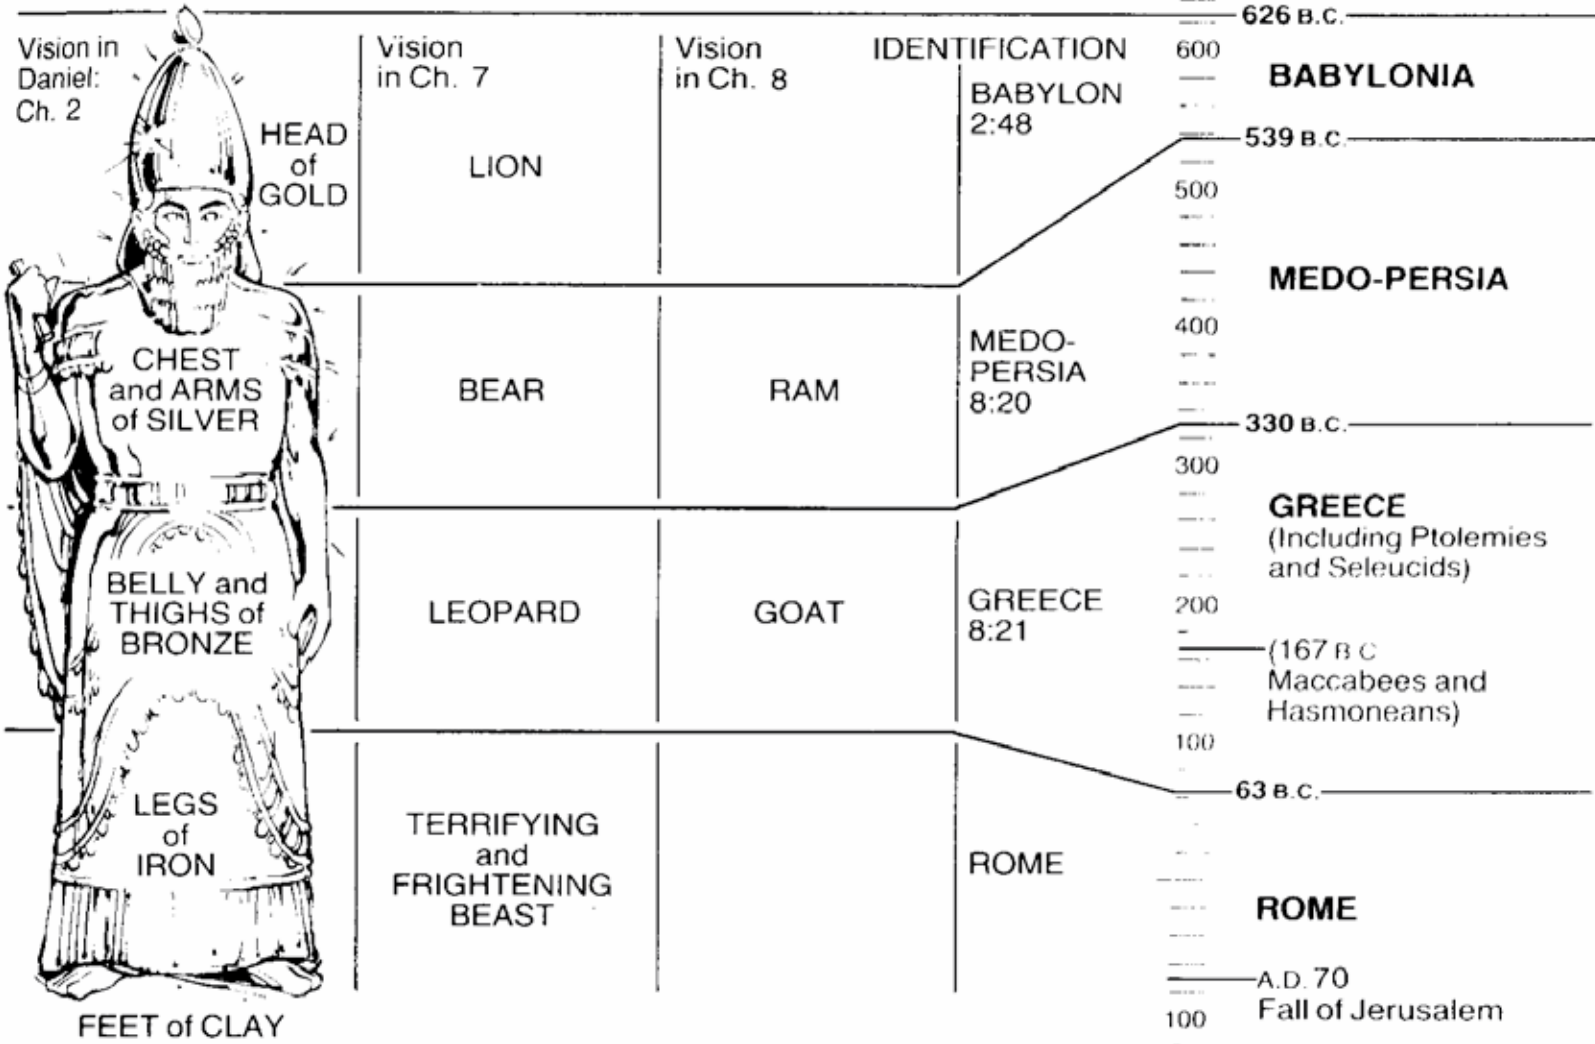 Vision in
Daniel:
Ch. 2
HEAD
of
GOLD
CHEST
and ARMS
of SILVER
BELLY and
THIGHS of
BRONZE
LEGS
of
IRON
FEET of CLAY
Vision
in Ch. 7
LION
BEAR
LEOPARD
TERRIFYING
and
FRIGHTENING
BEAST
Vision
in Ch. 8
RAM
GOAT
IDENTIFICATION
BABYLON
2:48
MEDO-
PERSIA
8:20
GREECE
8:21
ROME
626 B.C.
600
BABYLONIA
539 B.C.
500
MEDO-PERSIA
400
330 B.C.
300
GREECE
(Including Ptolemies
and Seleucids)
200
(167 B C
Maccabees and
Hasmoneans)
100
63 B.C.
ROME
A.D. 70
Fall of Jerusalem
100